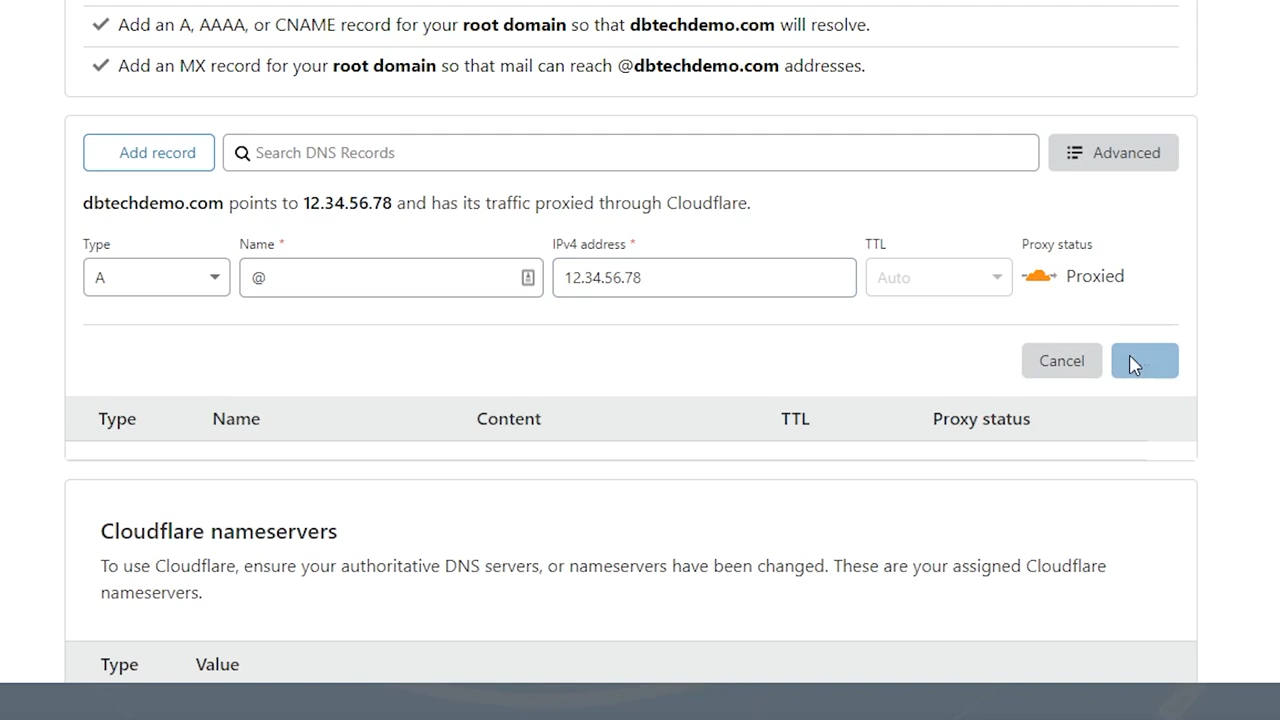 Add an A, AAAA, or CNAME record for your root domain so that dbtechdemo.com will resolve.
Add an MX record for your root domain so that mail can reach @dbtechdemo.com addresses.
Add record
Search DNS Records
Advanced
dbtechdemo.com points to 12.34.56.78 and has its traffic proxied through Cloudflare.
Type Name * IPv4 address * TTL Proxy status
A @ 12.34.56.78 Auto Proxied
Cancel
Type Name Content TTL Proxy status
Cloudflare nameservers
To use Cloudflare, ensure your authoritative DNS servers, or nameservers have been changed. These are your assigned Cloudflare
nameservers.
Type Value